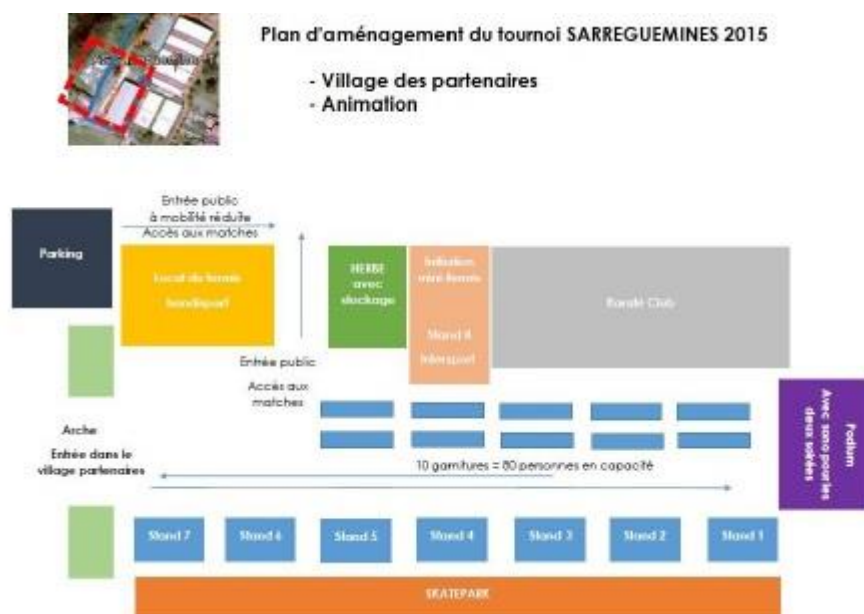 Plan d'aménagement du tournoi SARREGUEMINES 2015
- Village des partenaires
- Animation
Entrée public
à mobilité réduite
Accès aux matches
Parking
Local du tennis
handisport
HERBE
avec
stockage
Initiation
mini-tennis
Stand 8
Intersport
Karaté Club
Entrée public
Accès aux
matches
Arche
Entrée dans le
village partenaires
10 garnitures = 80 personnes en capacité
Podium
Avec sono pour les
deux soirées
Stand 7
Stand 6
Stand 5
Stand 4
Stand 3
Stand 2
Stand 1
SKATEPARK